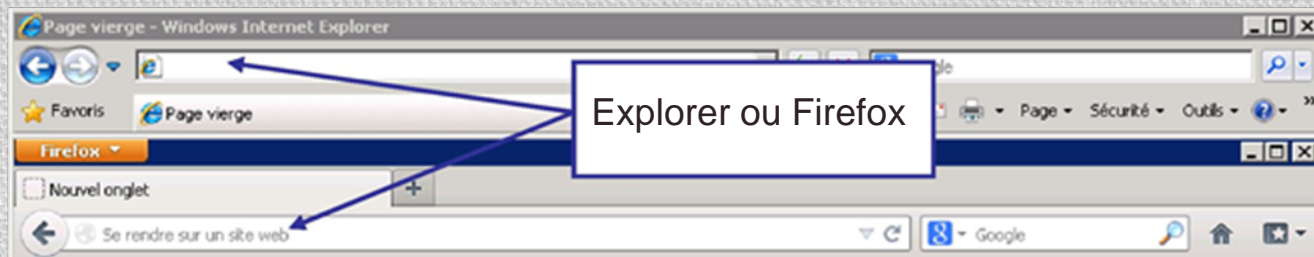 Page vierge - Windows Internet Explorer
Favoris
Page vierge
Page
Sécurité
Outils
Explorer ou Firefox
Firefox
Nouvel onglet
Se rendre sur un site web
Google